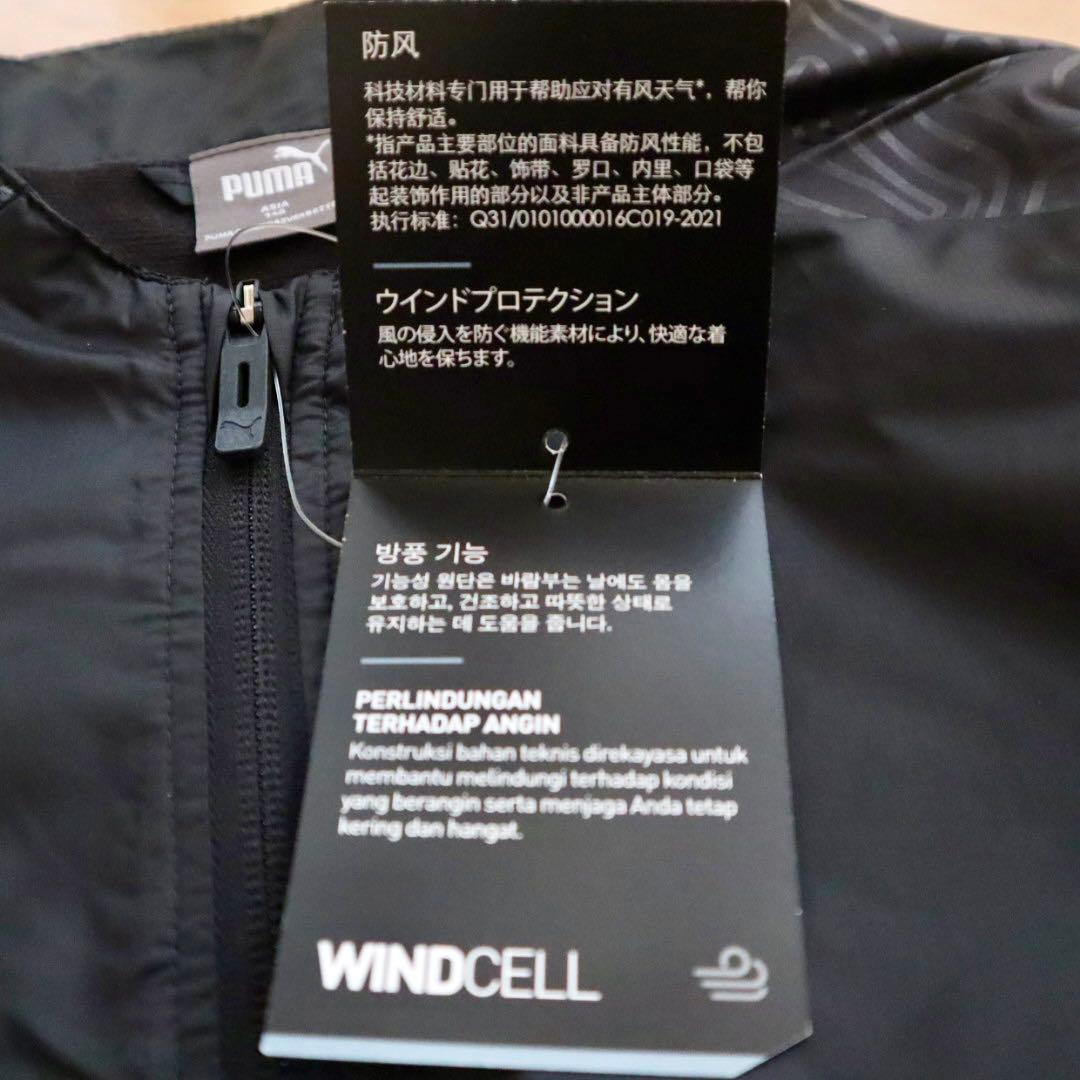 防风
科技材料专门用于帮助应对有风天气*，帮你
保持舒适。
*指产品主要部位的面料具备防风性能，不包
括花边、贴花、饰带、罗口、内里、口袋等
起装饰作用的部分以及非产品主体部分。
执行标准：Q31/0101000016C019-2021
ウインドプロテクション
風の侵入を防ぐ機能素材により、快適な着
心地を保ちます。
PUMA
ASIA
방풍 기능
기능성 원단은 바람부는 날에도 몸을
보호하고, 건조하고 따뜻한 상태로
유지하는 데 도움을 줍니다.
PERLINDUNGAN
TERHADAP ANGIN
Konstruksi bahan teknis direkayasa untuk
membantu melindungi terhadap kondisi
yang berangin serta menjaga Anda tetap
kering dan hangat.
WINDCELL